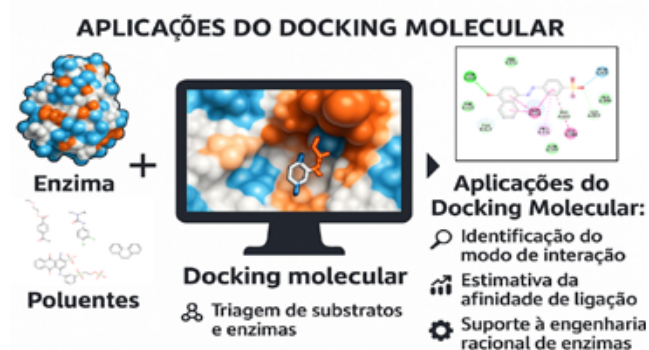 APLICAÇÕES DO DOCKING MOLECULAR
Enzima
+
Poluentes
Docking molecular
Triagem de substratos
e enzimas
Aplicações do
Docking Molecular:
Identificação do
modo de interação
Estimativa da
afinidade de ligação
Suporte à engenharia
racional de enzimas